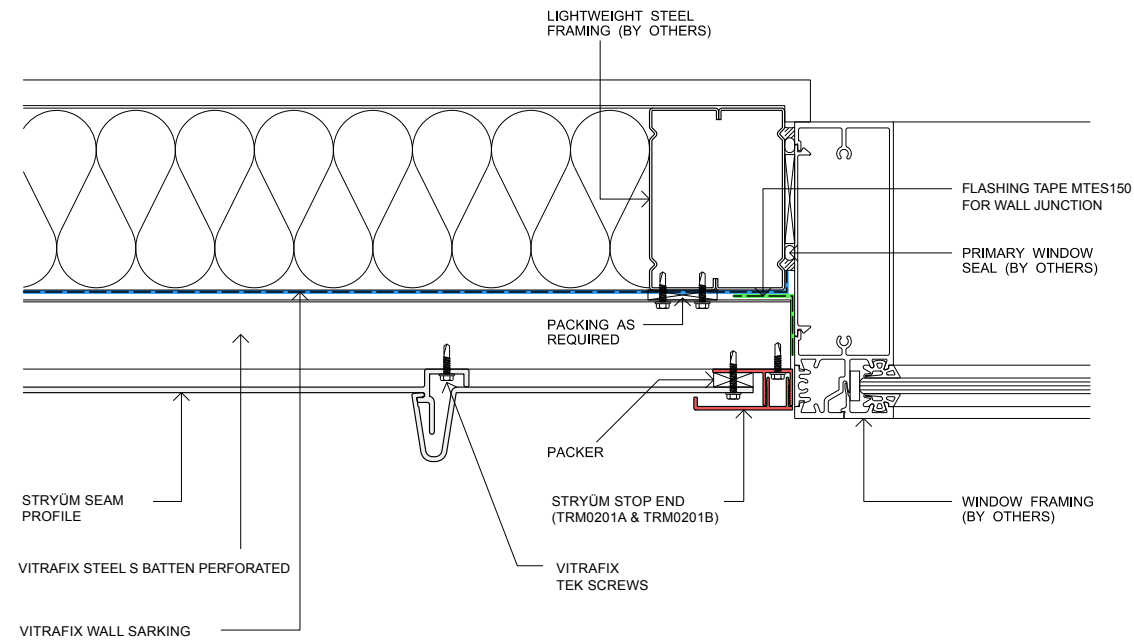 LIGHTWEIGHT STEEL
FRAMING (BY OTHERS)
FLASHING TAPE MTES150
FOR WALL JUNCTION
PRIMARY WINDOW
SEAL (BY OTHERS)
PACKING AS
REQUIRED
PACKER
STRYÜM SEAM
PROFILE
STRYÜM STOP END
(TRM0201A & TRM0201B)
WINDOW FRAMING
(BY OTHERS)
VITRAFIX STEEL S BATTEN PERFORATED
VITRAFIX
TEK SCREWS
VITRAFIX WALL SARKING